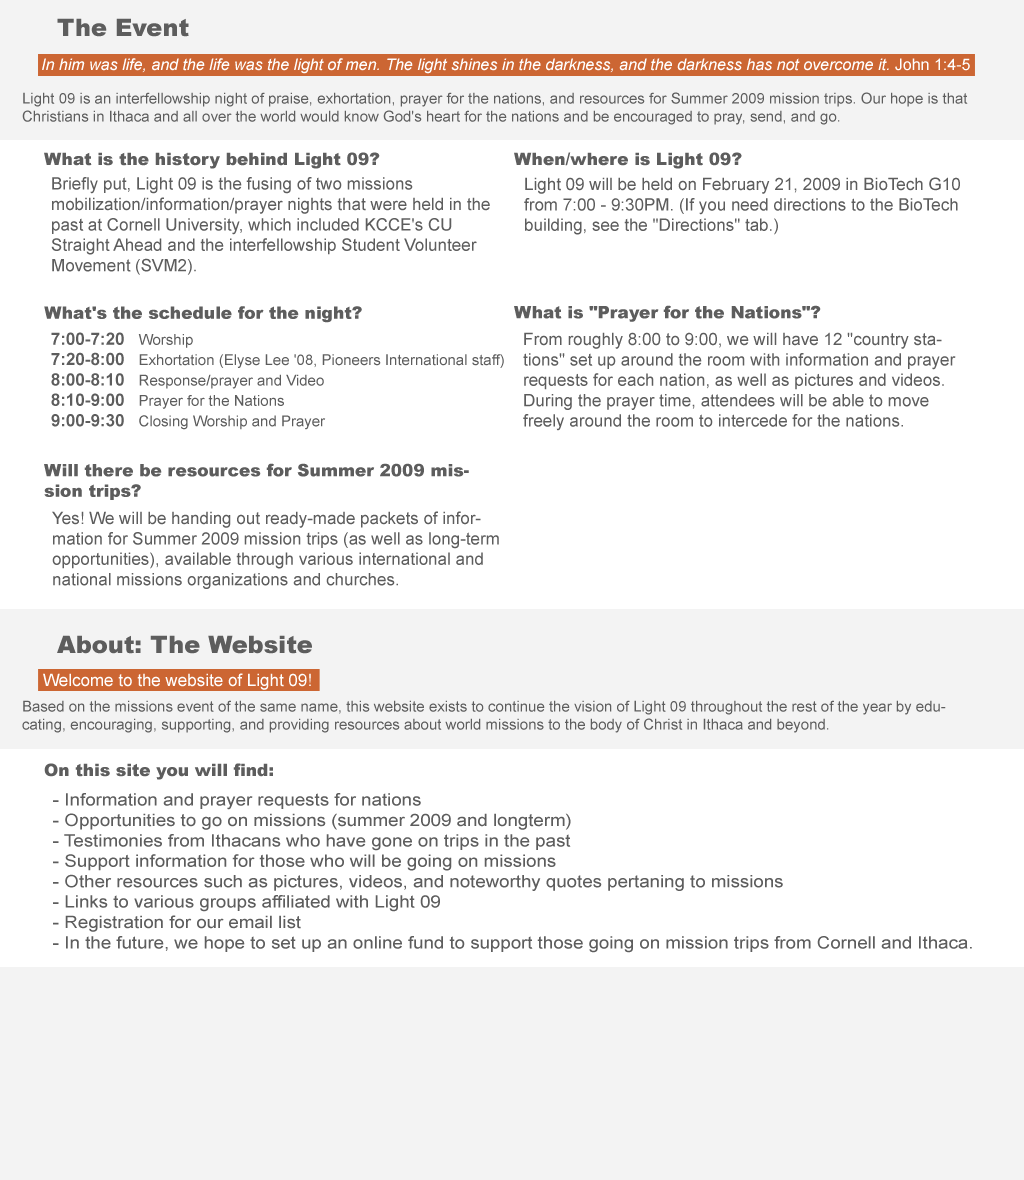 The Event
In him was life, and the life was the light of men. The light shines in the darkness, and the darkness has not overcome it. John 1:4-5
Light 09 is an interfellowship night of praise, exhortation, prayer for the nations, and resources for Summer 2009 mission trips. Our hope is that
Christians in Ithaca and all over the world would know God's heart for the nations and be encouraged to pray, send, and go.
What is the history behind Light 09?
Briefly put, Light 09 is the fusing of two missions
mobilization/information/prayer nights that were held in the
past at Cornell University, which included KCCE's CU
Straight Ahead and the interfellowship Student Volunteer
Movement (SVM2).
When/where is Light 09?
Light 09 will be held on February 21, 2009 in BioTech G10
from 7:00 - 9:30PM. (If you need directions to the BioTech
building, see the "Directions" tab.)
What's the schedule for the night?
7:00-7:20 Worship
7:20-8:00 Exhortation (Elyse Lee '08, Pioneers International staff)
8:00-8:10 Response/prayer and Video
8:10-9:00 Prayer for the Nations
9:00-9:30 Closing Worship and Prayer
What is "Prayer for the Nations"?
From roughly 8:00 to 9:00, we will have 12 "country sta-
tions" set up around the room with information and prayer
requests for each nation, as well as pictures and videos.
During the prayer time, attendees will be able to move
freely around the room to intercede for the nations.
Will there be resources for Summer 2009 mis-
sion trips?
Yes! We will be handing out ready-made packets of infor-
mation for Summer 2009 mission trips (as well as long-term
opportunities), available through various international and
national missions organizations and churches.
About: The Website
Welcome to the website of Light 09!
Based on the missions event of the same name, this website exists to continue the vision of Light 09 throughout the rest of the year by edu-
cating, encouraging, supporting, and providing resources about world missions to the body of Christ in Ithaca and beyond.
On this site you will find:
- Information and prayer requests for nations
- Opportunities to go on missions (summer 2009 and longterm)
- Testimonies from Ithacans who have gone on trips in the past
- Support information for those who will be going on missions
- Other resources such as pictures, videos, and noteworthy quotes pertaining to missions
- Links to various groups affiliated with Light 09
- Registration for our email list
- In the future, we hope to set up an online fund to support those going on mission trips from Cornell and Ithaca.